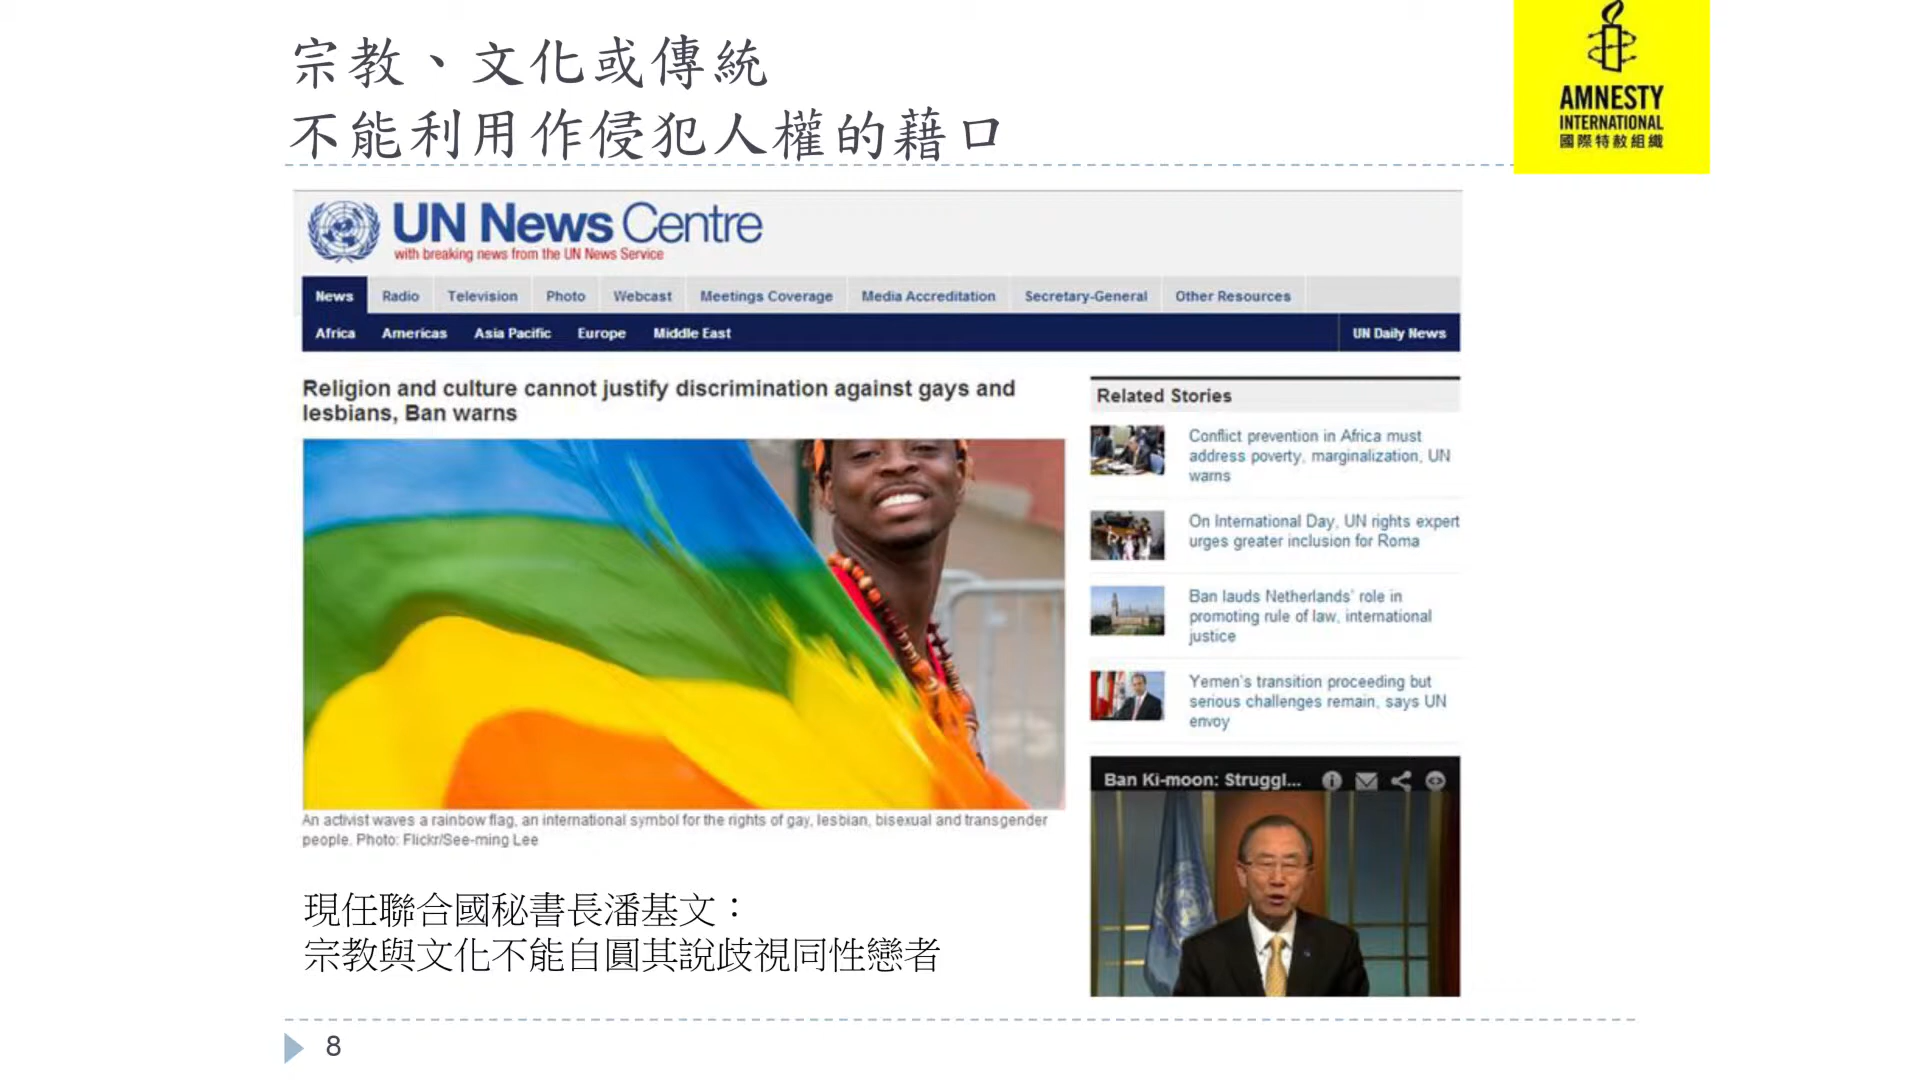 宗教、文化或傳統
不能利用作侵犯人權的藉口
AMNESTY
INTERNATIONAL
國際特赦組織
UN News Centre
with breaking news from the UN News Service
News Radio Television Photo Webcast Meetings Coverage Media Accreditation Secretary-General Other Resources
Africa Americas Asia Pacific Europe Middle East UN Daily News
Religion and culture cannot justify discrimination against gays and
lesbians, Ban warns
An activist waves a rainbow flag, an international symbol for the rights of gay, lesbian, bisexual and transgender
people. Photo: Flickr/See-ming Lee
Related Stories
Conflict prevention in Africa must
address poverty, marginalization, UN
warns
On International Day, UN rights expert
urges greater inclusion for Roma
Ban lauds Netherlands' role in
promoting rule of law, international
justice
Yemen's transition proceeding but
serious challenges remain, says UN
envoy
Ban Ki-moon: Struggl...
現任聯合國秘書長潘基文：
宗教與文化不能自圓其說歧視同性戀者
8